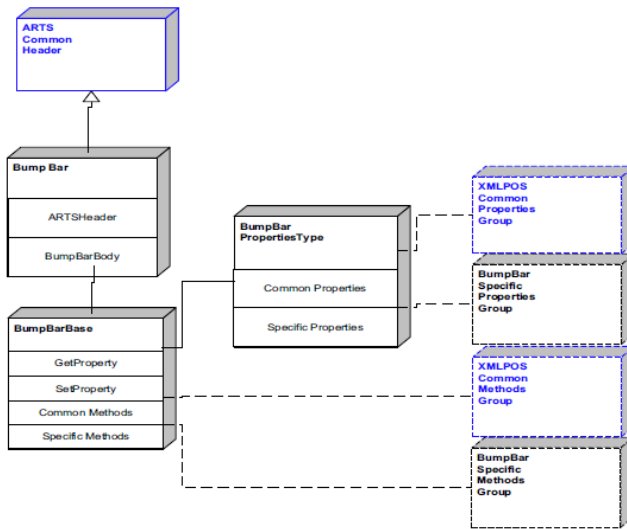 ARTS
Common
Header
Bump Bar
ARTSHeader
BumpBarBody
BumpBarBase
GetProperty
SetProperty
Common Methods
Specific Methods
BumpBar
PropertiesType
Common Properties
Specific Properties
XMLPOS
Common
Properties
Group
BumpBar
Specific
Properties
Group
XMLPOS
Common
Methods
Group
BumpBar
Specific
Methods
Group